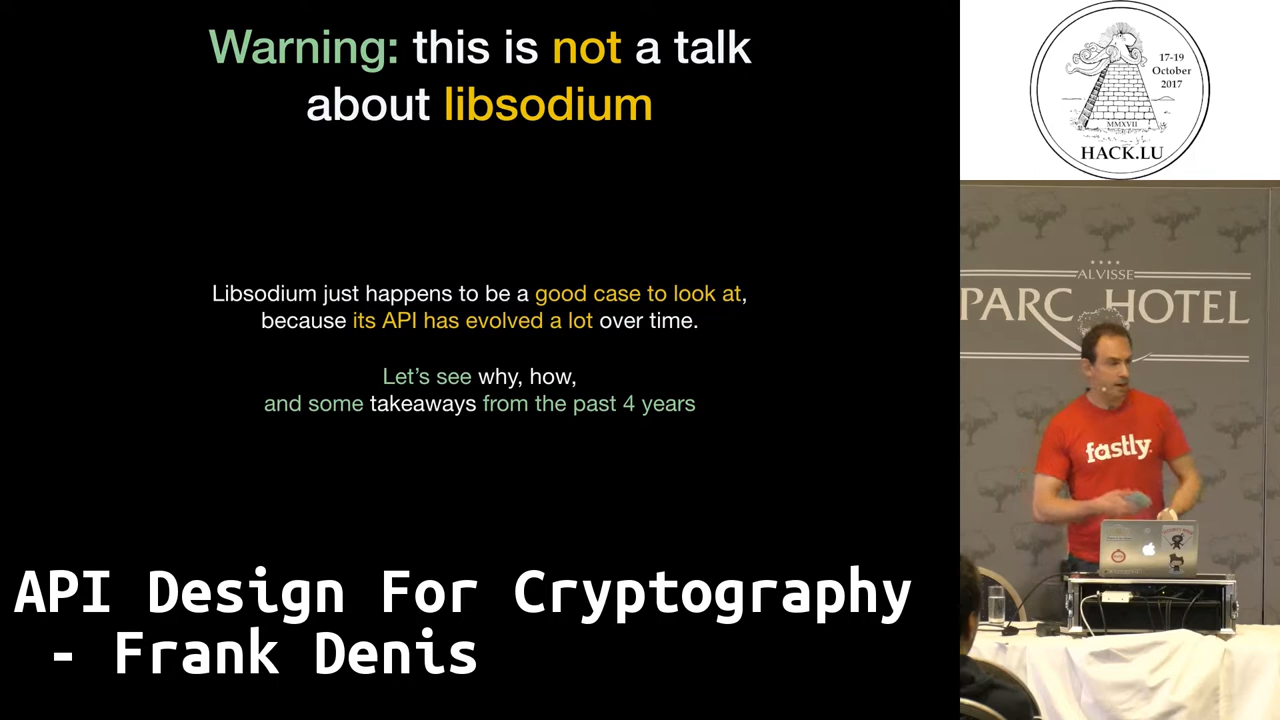 Warning: this is not a talk
about libsodium
Libsodium just happens to be a good case to look at,
because its API has evolved a lot over time.
Let's see why, how,
and some takeaways from the past 4 years
API Design For Cryptography
- Frank Denis
17-19
October
2017
MMXVII
HACK.LU
ALVISSE
PARC HOTEL
fastly.